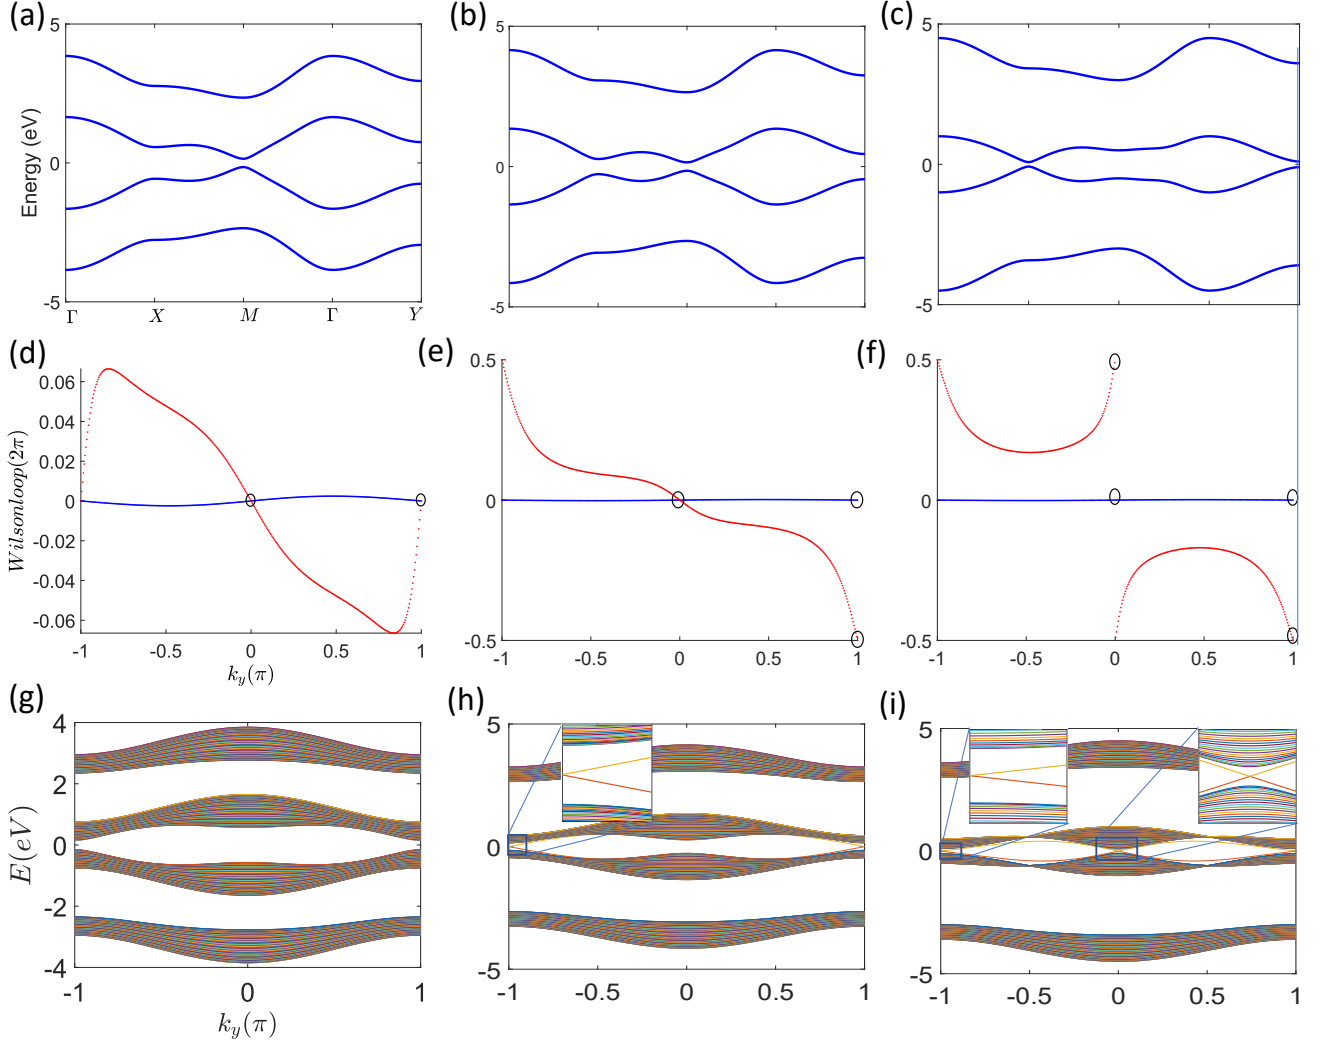 (a)
(b)
(c)
5
0
-5
Energy (eV)
Γ X M Γ Y
5
0
-5
5
0
-5
(d)
(e)
(f)
0.06
0.04
0.02
0
-0.02
-0.04
-0.06
Wilsonloop(2π)
-1 -0.5 0 0.5 1
k_y(π)
0.5
0
-0.5
-1 -0.5 0 0.5 1
0.5
0
-0.5
-1 -0.5 0 0.5 1
(g)
(h)
(i)
4
2
0
-2
-4
E(eV)
-1 0 1
k_y(π)
5
0
-5
-1 -0.5 0 0.5 1
5
0
-5
-1 -0.5 0 0.5 1